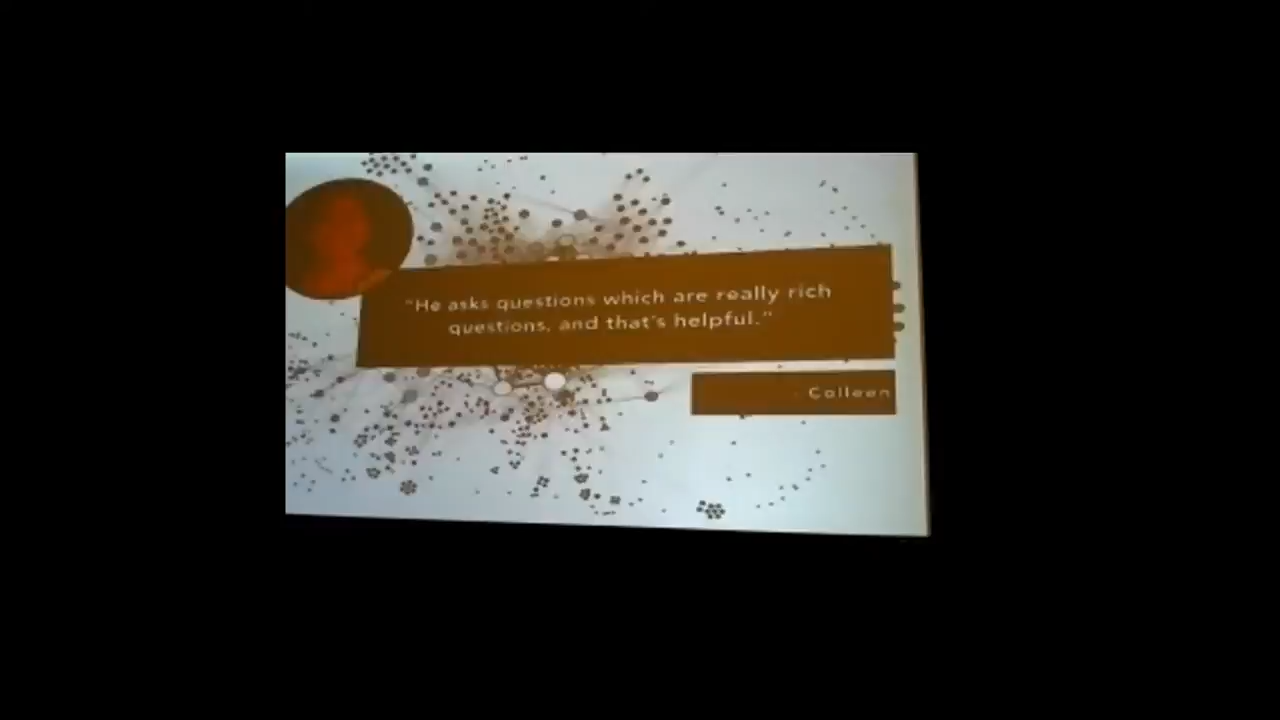 "He asks questions which are really rich
questions, and that's helpful."
- Colleen